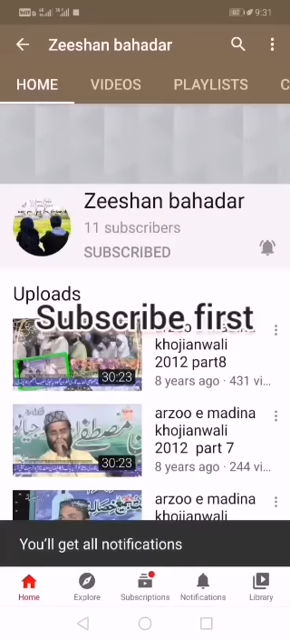 9:31
Zeeshan bahadar
HOME VIDEOS PLAYLISTS C
Zeeshan bahadar
11 subscribers
SUBSCRIBED
Uploads
Subscribe first
arzoo e madina
khojianwali
2012 part8
8 years ago · 431 vi...
30:23
arzoo e madina
khojianwali
2012 part 7
8 years ago · 244 vi...
30:23
arzoo e madina
khojianwali
You'll get all notifications
Home Explore Subscriptions Notifications Library